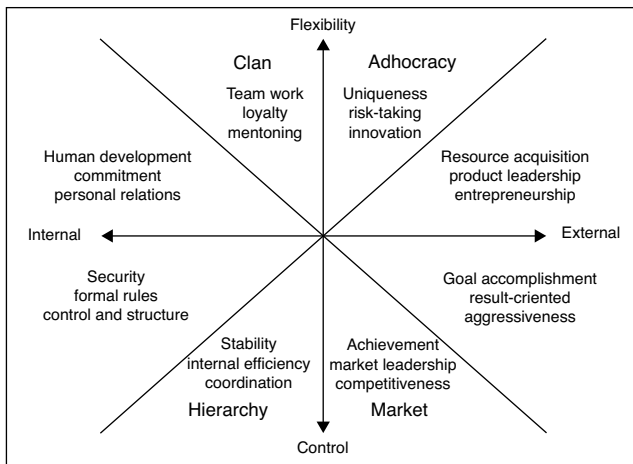 Flexibility
Clan
Adhocracy
Team work
loyalty
mentoning
Uniqueness
risk-taking
innovation
Human development
commitment
personal relations
Resource acquisition
product leadership
entrepreneurship
Internal
External
Security
formal rules
control and structure
Goal accomplishment
result-criented
aggressiveness
Stability
internal efficiency
coordination
Achievement
market leadership
competitiveness
Hierarchy
Market
Control